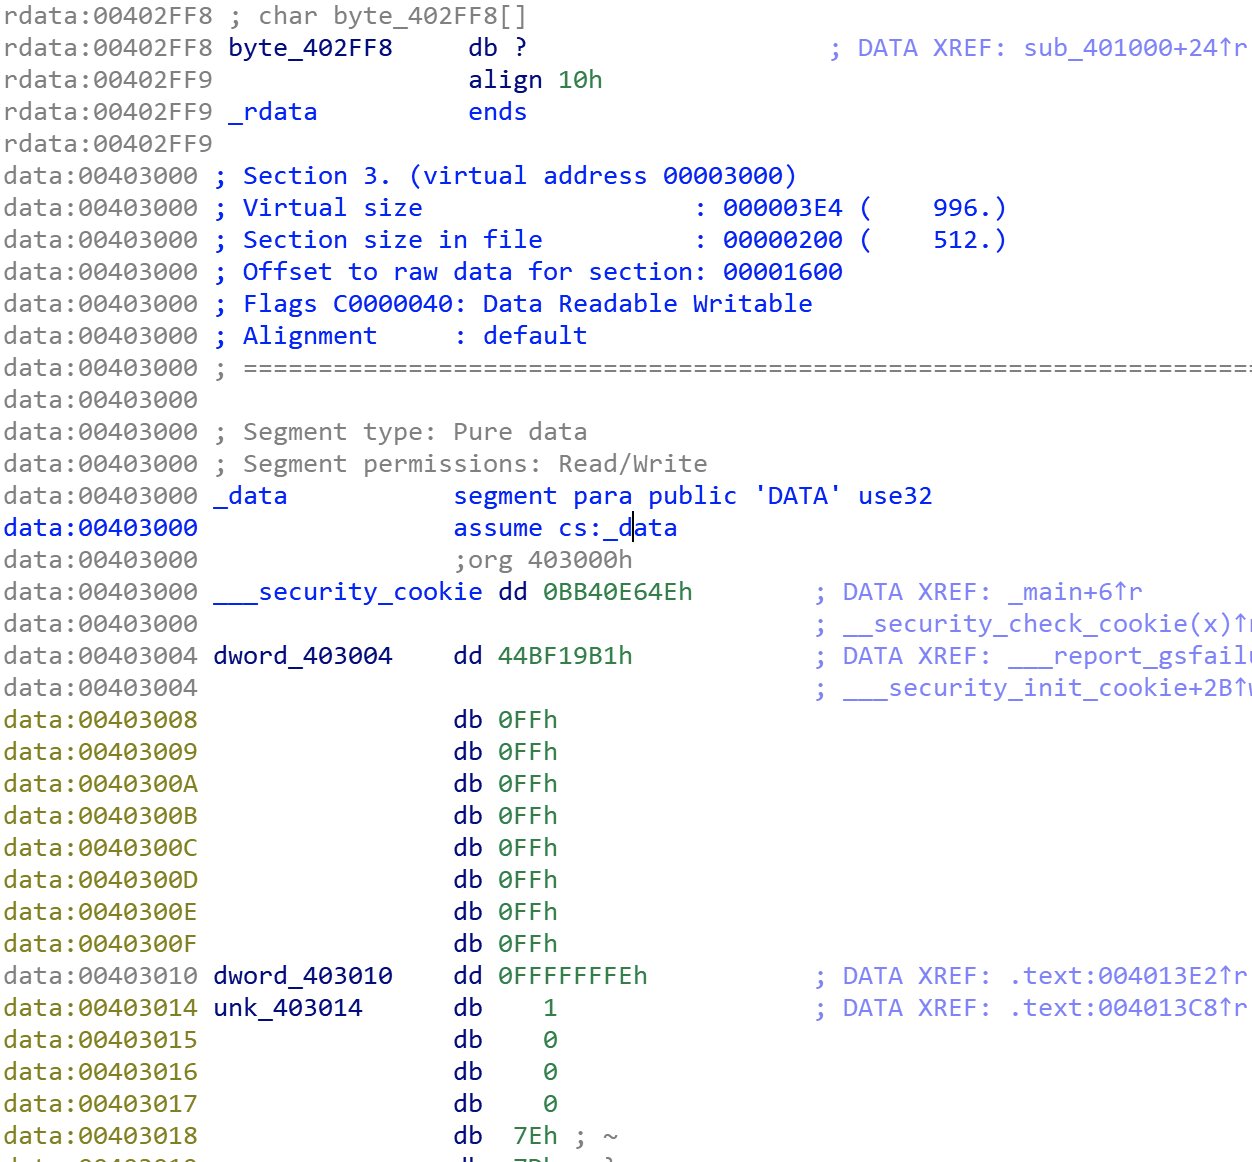 rdata:00402FF8 ; char byte_402FF8[]
rdata:00402FF8 byte_402FF8     db ?                    ; DATA XREF: sub_401000+24↑r
rdata:00402FF9                 align 10h
rdata:00402FF9 _rdata          ends
rdata:00402FF9
data:00403000 ; Section 3. (virtual address 00003000)
data:00403000 ; Virtual size                  : 000003E4 (    996.)
data:00403000 ; Section size in file          : 00000200 (    512.)
data:00403000 ; Offset to raw data for section: 00001600
data:00403000 ; Flags C0000040: Data Readable Writable
data:00403000 ; Alignment     : default
data:00403000 ; ===================================================================
data:00403000
data:00403000 ; Segment type: Pure data
data:00403000 ; Segment permissions: Read/Write
data:00403000 _data           segment para public 'DATA' use32
data:00403000                 assume cs:_data
data:00403000                 ;org 403000h
data:00403000 ___security_cookie dd 0BB40E64Eh        ; DATA XREF: _main+6↑r
data:00403000                                         ; __security_check_cookie(x)↑r
data:00403004 dword_403004    dd 44BF19B1h            ; DATA XREF: ___report_gsfailu
data:00403004                                         ; ___security_init_cookie+2B↑w
data:00403008                 db 0FFh
data:00403009                 db 0FFh
data:0040300A                 db 0FFh
data:0040300B                 db 0FFh
data:0040300C                 db 0FFh
data:0040300D                 db 0FFh
data:0040300E                 db 0FFh
data:0040300F                 db 0FFh
data:00403010 dword_403010    dd 0FFFFFFFEh           ; DATA XREF: .text:004013E2↑r
data:00403014 unk_403014      db    1                 ; DATA XREF: .text:004013C8↑r
data:00403015                 db    0
data:00403016                 db    0
data:00403017                 db    0
data:00403018                 db  7Eh ; ~